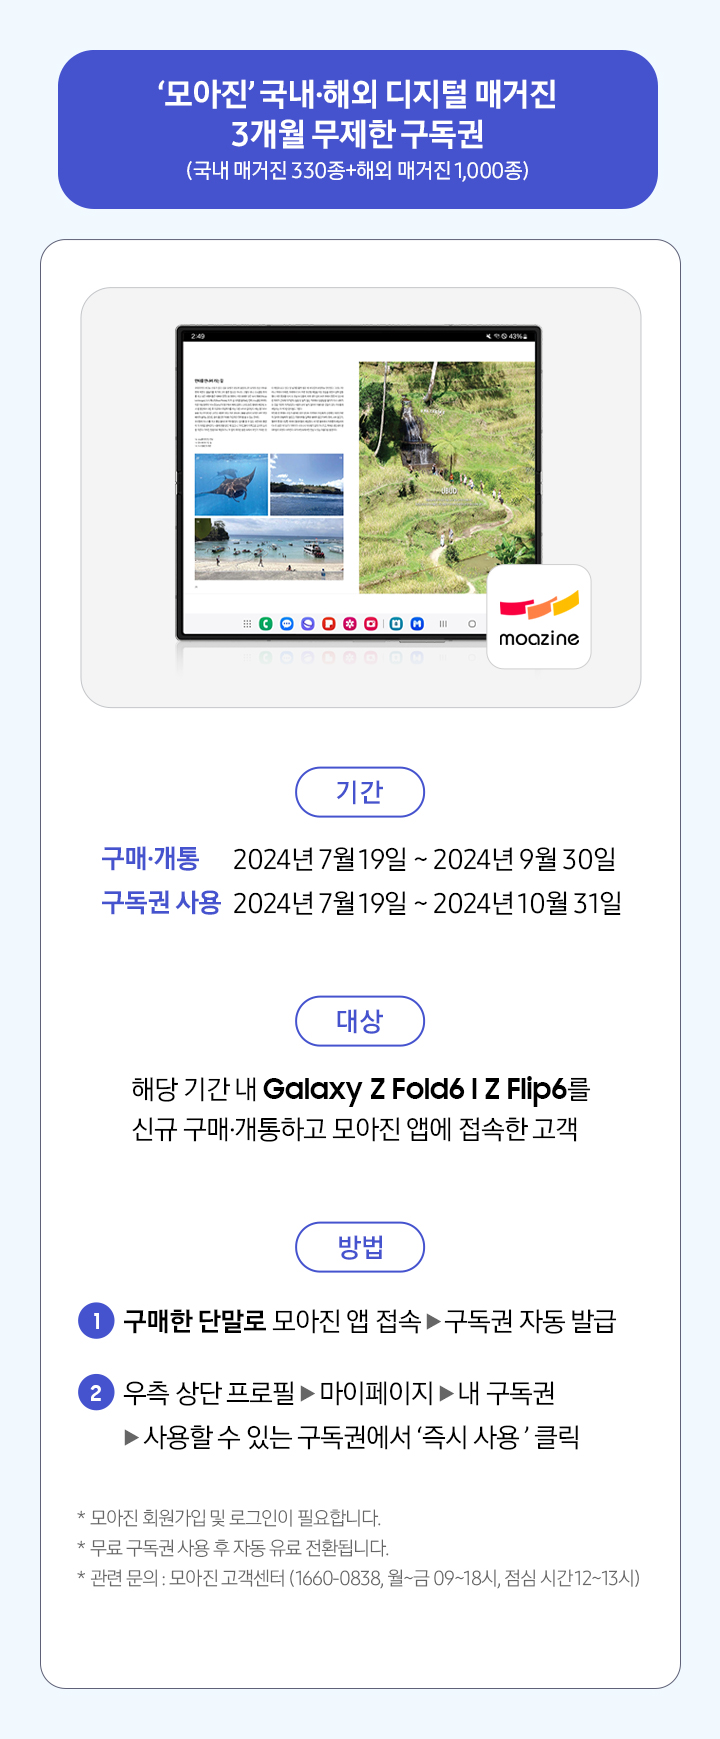 ‘모아진’ 국내·해외 디지털 매거진
3개월 무제한 구독권
(국내 매거진 330종+해외 매거진 1,000종)
2:49
43%
UBUD
moazine
기간
구매·개통 2024년 7월 19일 ~ 2024년 9월 30일
구독권 사용 2024년 7월 19일 ~ 2024년 10월 31일
대상
해당 기간 내 Galaxy Z Fold6 I Z Flip6를
신규 구매·개통하고 모아진 앱에 접속한 고객
방법
1 구매한 단말로 모아진 앱 접속 ▶ 구독권 자동 발급
2 우측 상단 프로필 ▶ 마이페이지 ▶ 내 구독권
▶ 사용할 수 있는 구독권에서 ‘즉시 사용 ’ 클릭
* 모아진 회원가입 및 로그인이 필요합니다.
* 무료 구독권 사용 후 자동 유료 전환됩니다.
* 관련 문의 : 모아진 고객센터 (1660-0838, 월~금 09~18시, 점심 시간 12~13시)